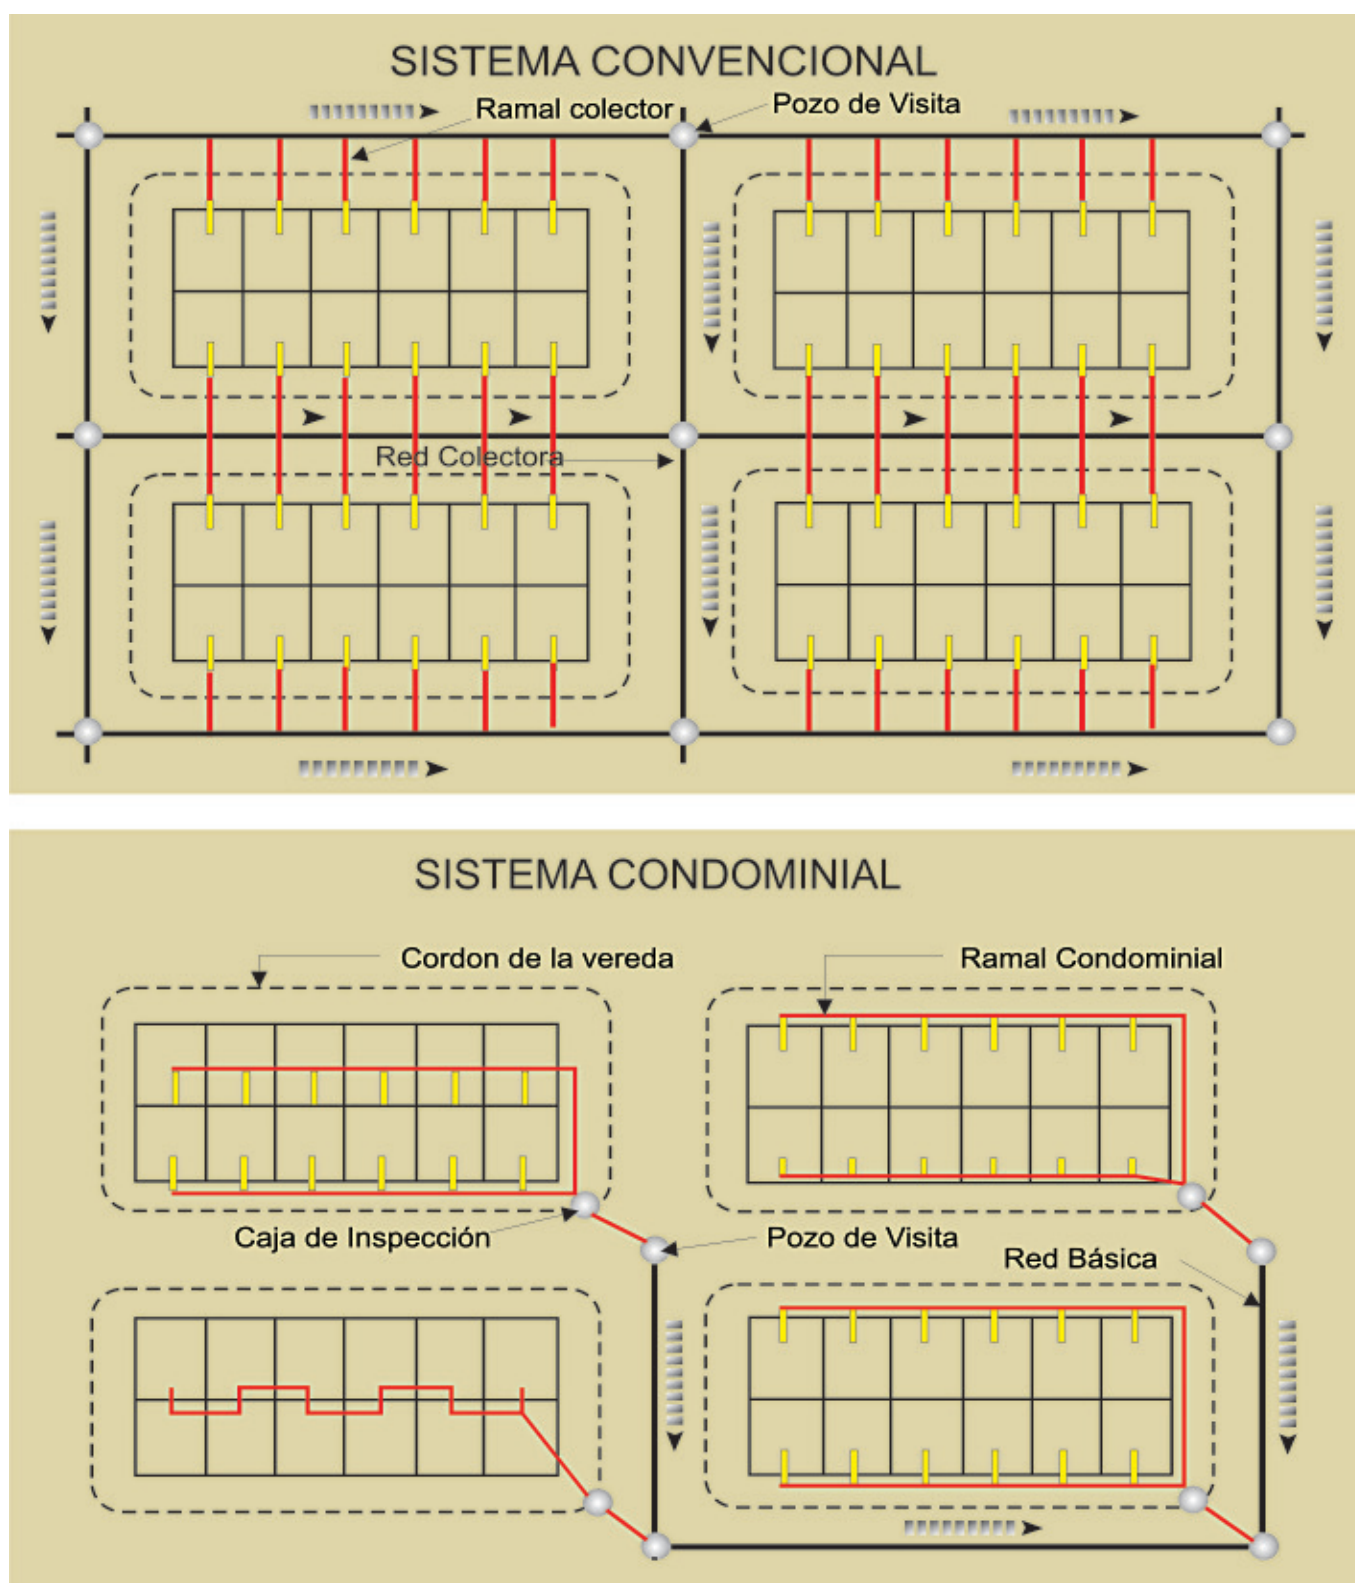 SISTEMA CONVENCIONAL
Ramal colector
Pozo de Visita
Red Colectora
SISTEMA CONDOMINIAL
Cordon de la vereda
Ramal Condominial
Caja de Inspección
Pozo de Visita
Red Básica